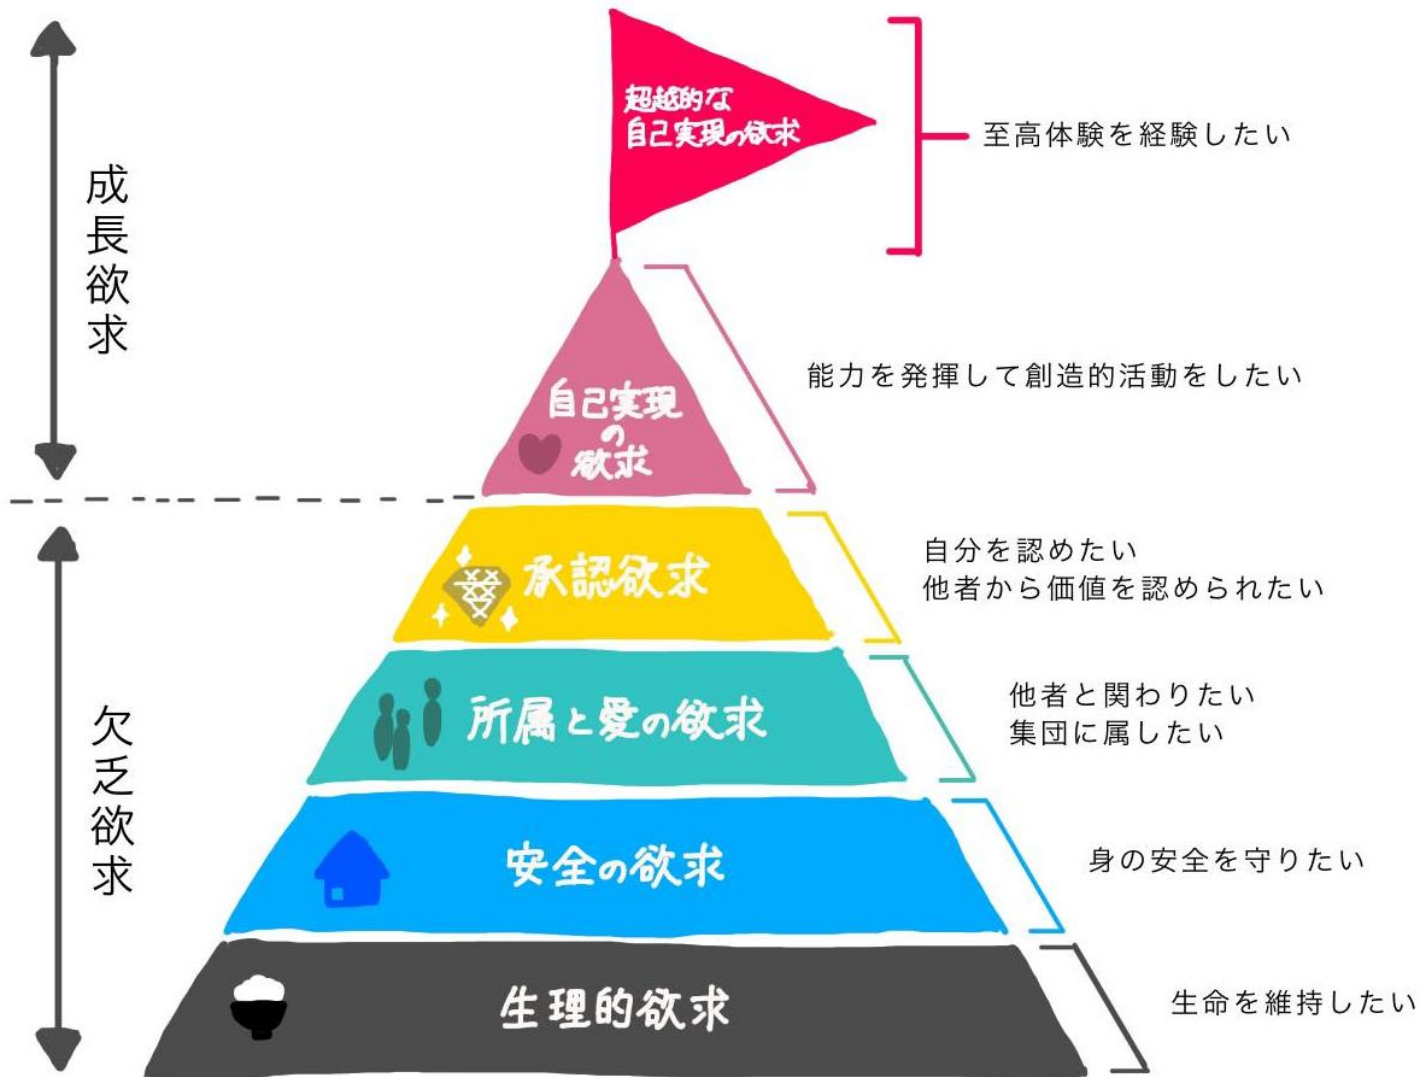 超越的な
自己実現の欲求
至高体験を経験したい
成長欲求
自己実現
の
欲求
能力を発揮して創造的活動をしたい
承認欲求
自分を認めたい
他者から価値を認められたい
所属と愛の欲求
他者と関わりたい
集団に属したい
欠乏欲求
安全の欲求
身の安全を守りたい
生理的欲求
生命を維持したい